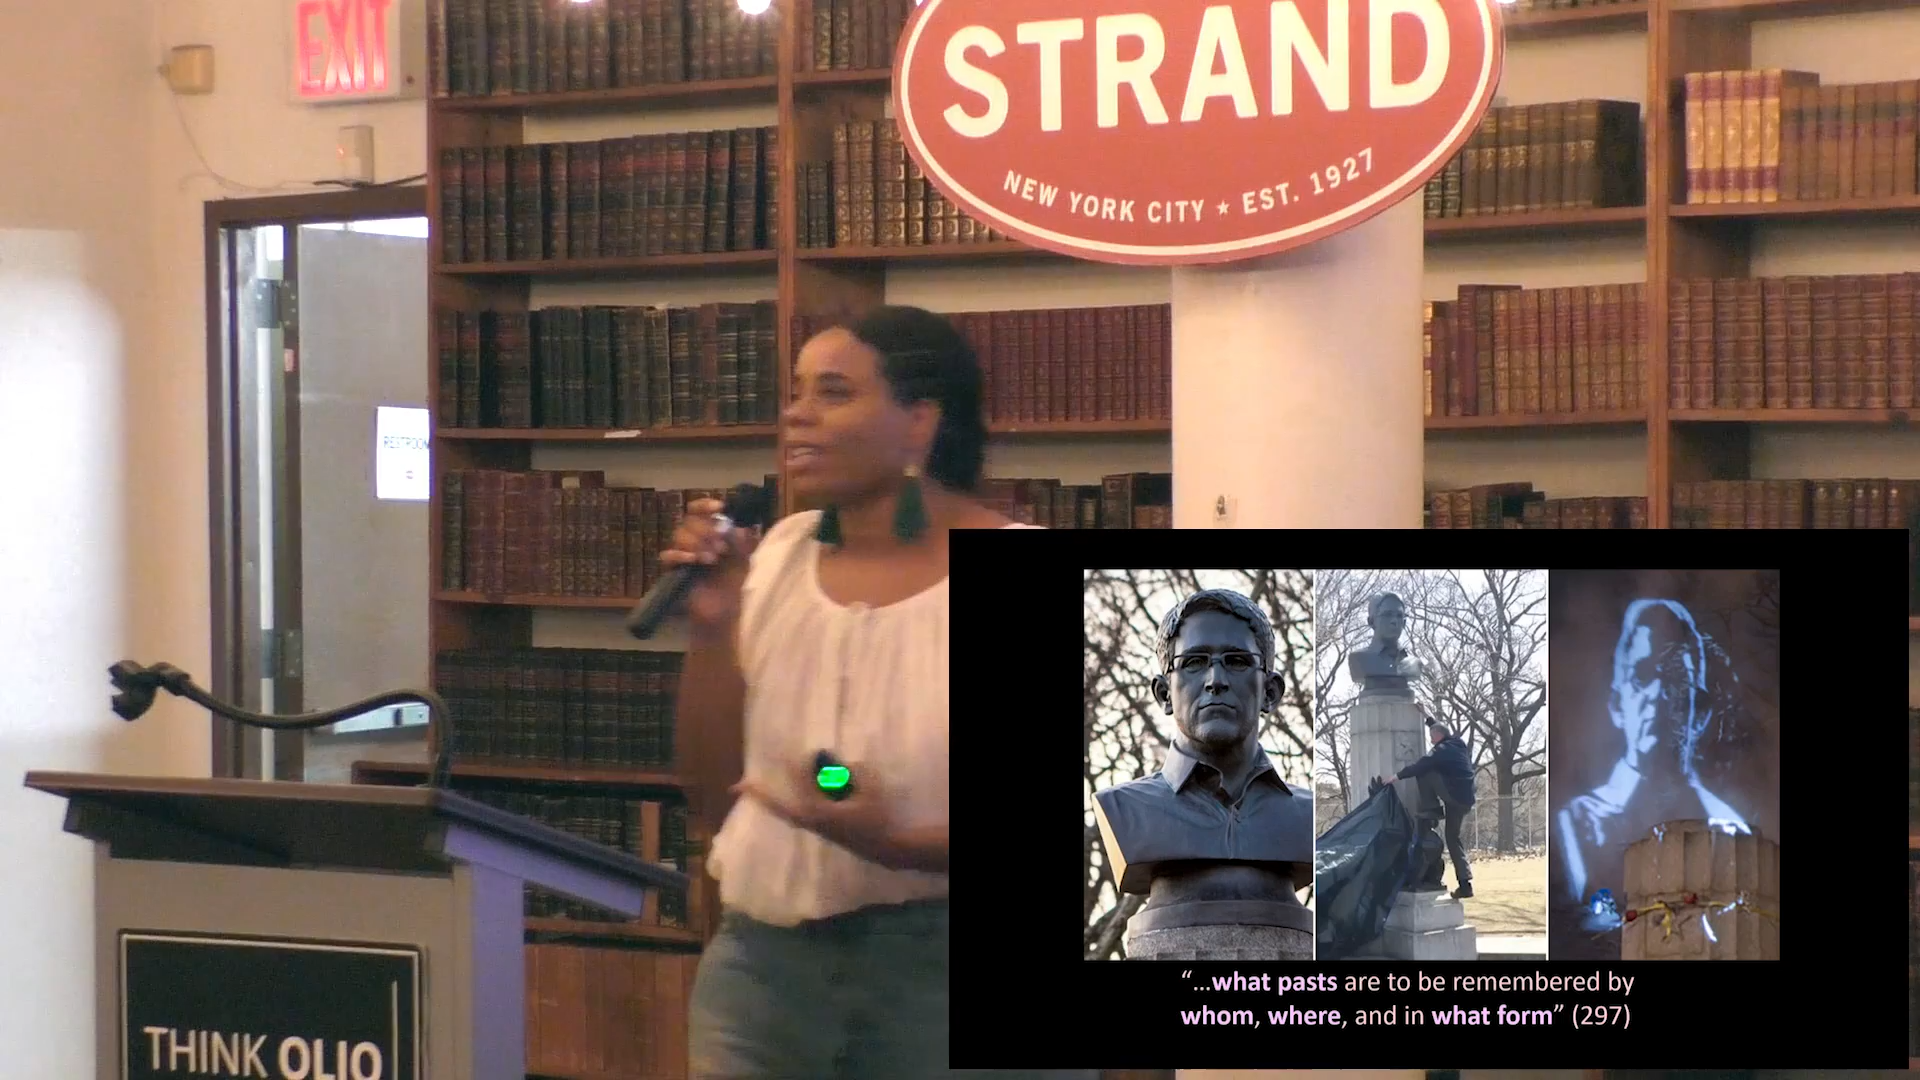 EXIT
STRAND
NEW YORK CITY ★ EST. 1927
RESTROOM
THINK OLIO
“...what pasts are to be remembered by
whom, where, and in what form” (297)